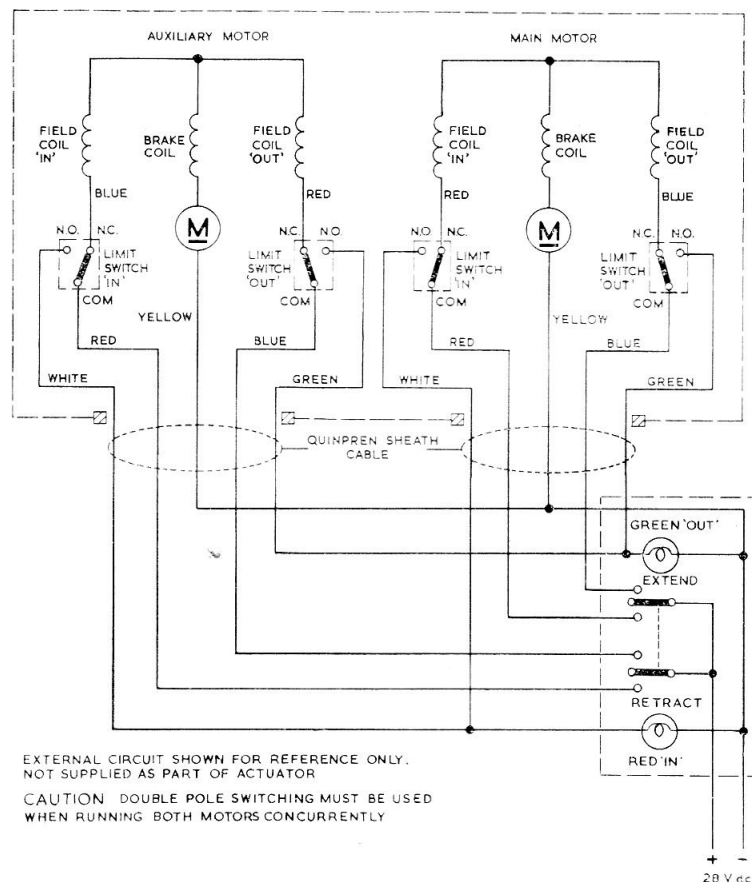 AUXILIARY MOTOR
MAIN MOTOR
FIELD
COIL
'IN'
BRAKE
COIL
FIELD
COIL
'OUT'
FIELD
COIL
'IN'
BRAKE
COIL
FIELD
COIL
'OUT'
BLUE
RED
RED
BLUE
N.O. N.C.
M
N.C. N.O.
N.O. N.C.
M
N.C. N.O.
LIMIT
SWITCH
'IN'
LIMIT
SWITCH
'OUT'
LIMIT
SWITCH
'IN'
LIMIT
SWITCH
'OUT'
COM
COM
COM
COM
YELLOW
YELLOW
RED
BLUE
RED
BLUE
WHITE
GREEN
WHITE
GREEN
QUINPREN SHEATH
CABLE
GREEN 'OUT'
EXTEND
RETRACT
RED 'IN'
EXTERNAL CIRCUIT SHOWN FOR REFERENCE ONLY.
NOT SUPPLIED AS PART OF ACTUATOR
CAUTION DOUBLE POLE SWITCHING MUST BE USED
WHEN RUNNING BOTH MOTORS CONCURRENTLY
+ −
28 V d.c.